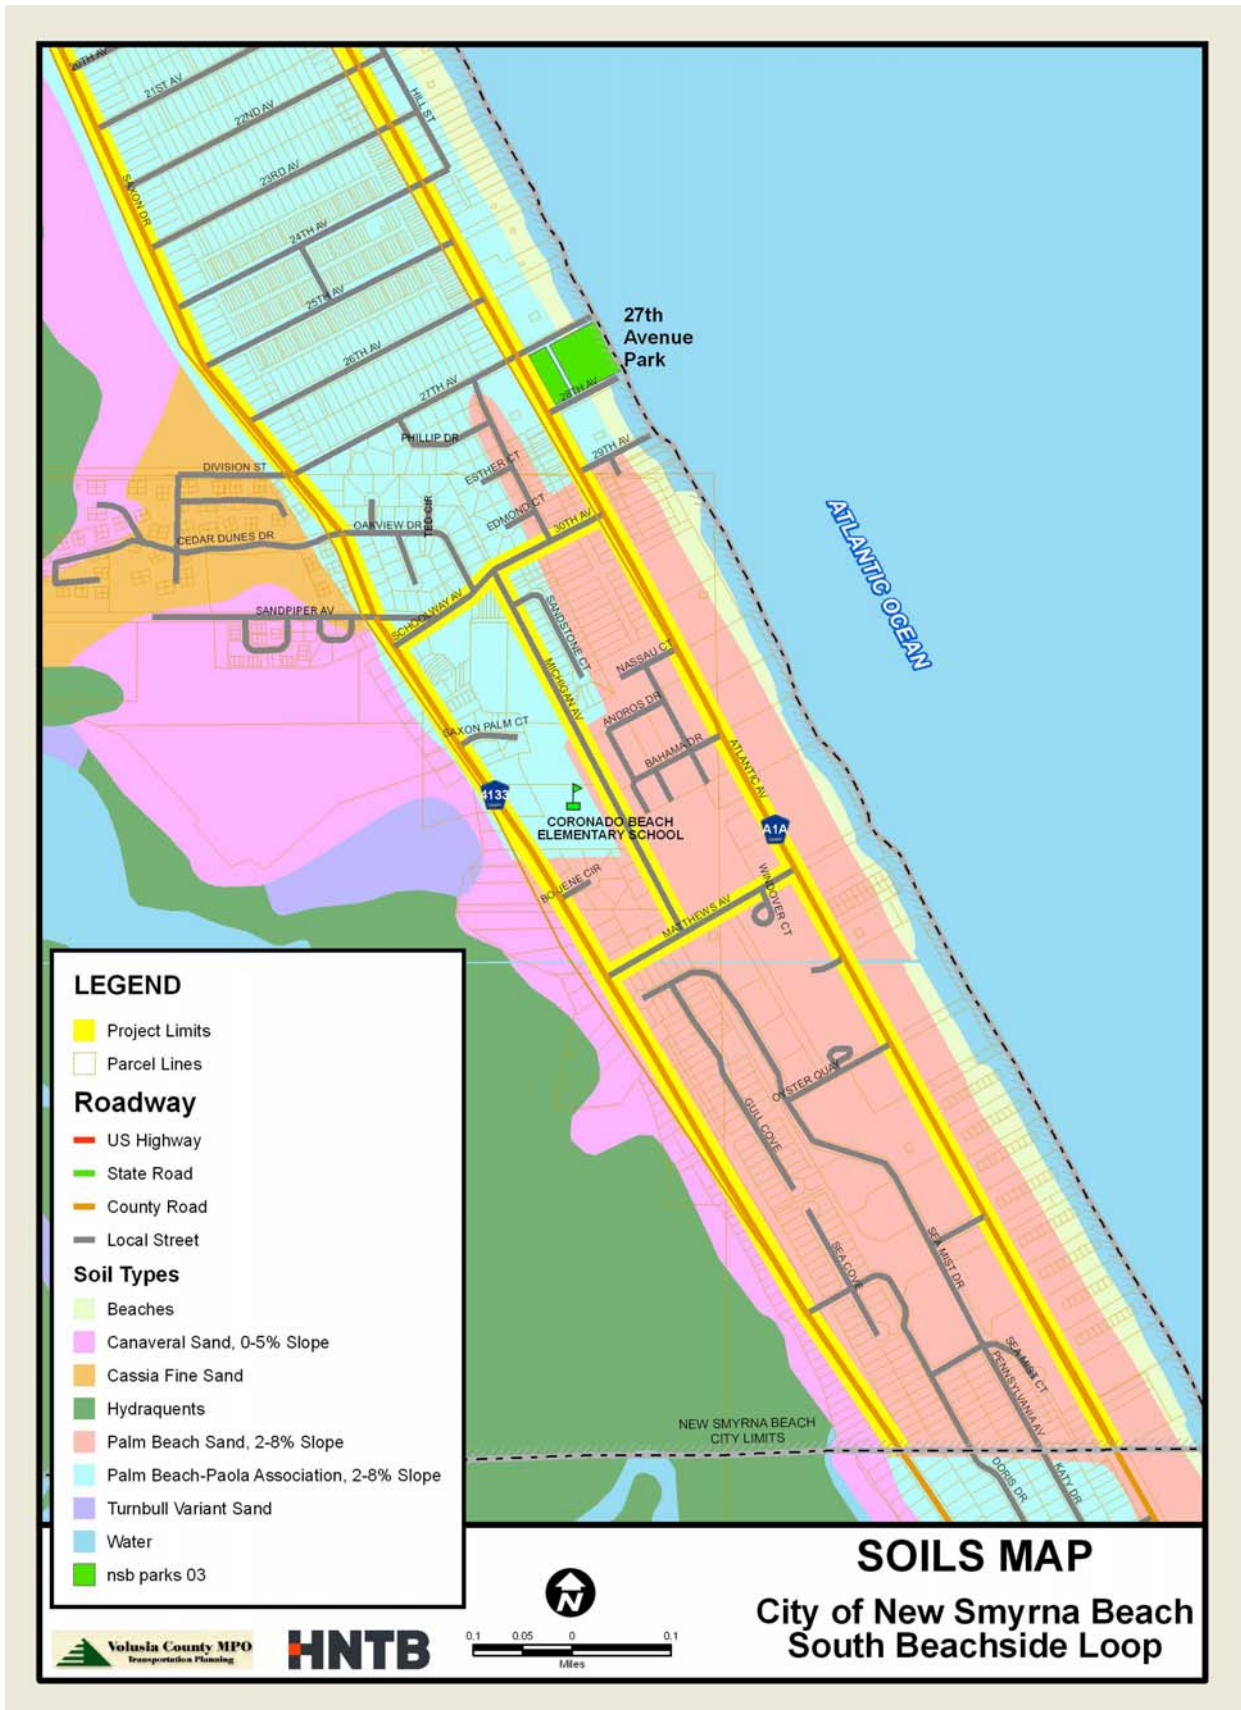 20TH AV
21ST AV
22ND AV
HILL ST
23RD AV
SAXON DR
24TH AV
25TH AV
26TH AV
27th
Avenue
Park
27TH AV
28TH AV
PHILLIP DR
29TH AV
ESTHER CT
DIVISION ST
EDMOND CT
30TH AV
TED CIR
OAKVIEW DR
CEDAR DUNES DR
ATLANTIC OCEAN
SANDPIPER AV
SCHOOLWAY AV
SANDSTONE CT
NASSAU CT
MICHIGAN AV
ANDROS DR
SAXON PALM CT
BAHAMA DR
ATLANTIC AV
4133
A1A
CORONADO BEACH
ELEMENTARY SCHOOL
BOJENE CIR
WINDOVER CT
MATTHEWS AV
OYSTER QUAY
GULL COVE
SEA MIST DR
SEA COVE
SEA MIST CT
PENNSYLVANIA AV
NEW SMYRNA BEACH
CITY LIMITS
DORIS DR
KATY DR
LEGEND
Project Limits
Parcel Lines
Roadway
US Highway
State Road
County Road
Local Street
Soil Types
Beaches
Canaveral Sand, 0-5% Slope
Cassia Fine Sand
Hydraquents
Palm Beach Sand, 2-8% Slope
Palm Beach-Paola Association, 2-8% Slope
Turnbull Variant Sand
Water
nsb parks 03
SOILS MAP
City of New Smyrna Beach
South Beachside Loop
N
0.1 0.05 0 0.1
Miles
Volusia County MPO
Transportation Planning
HNTB